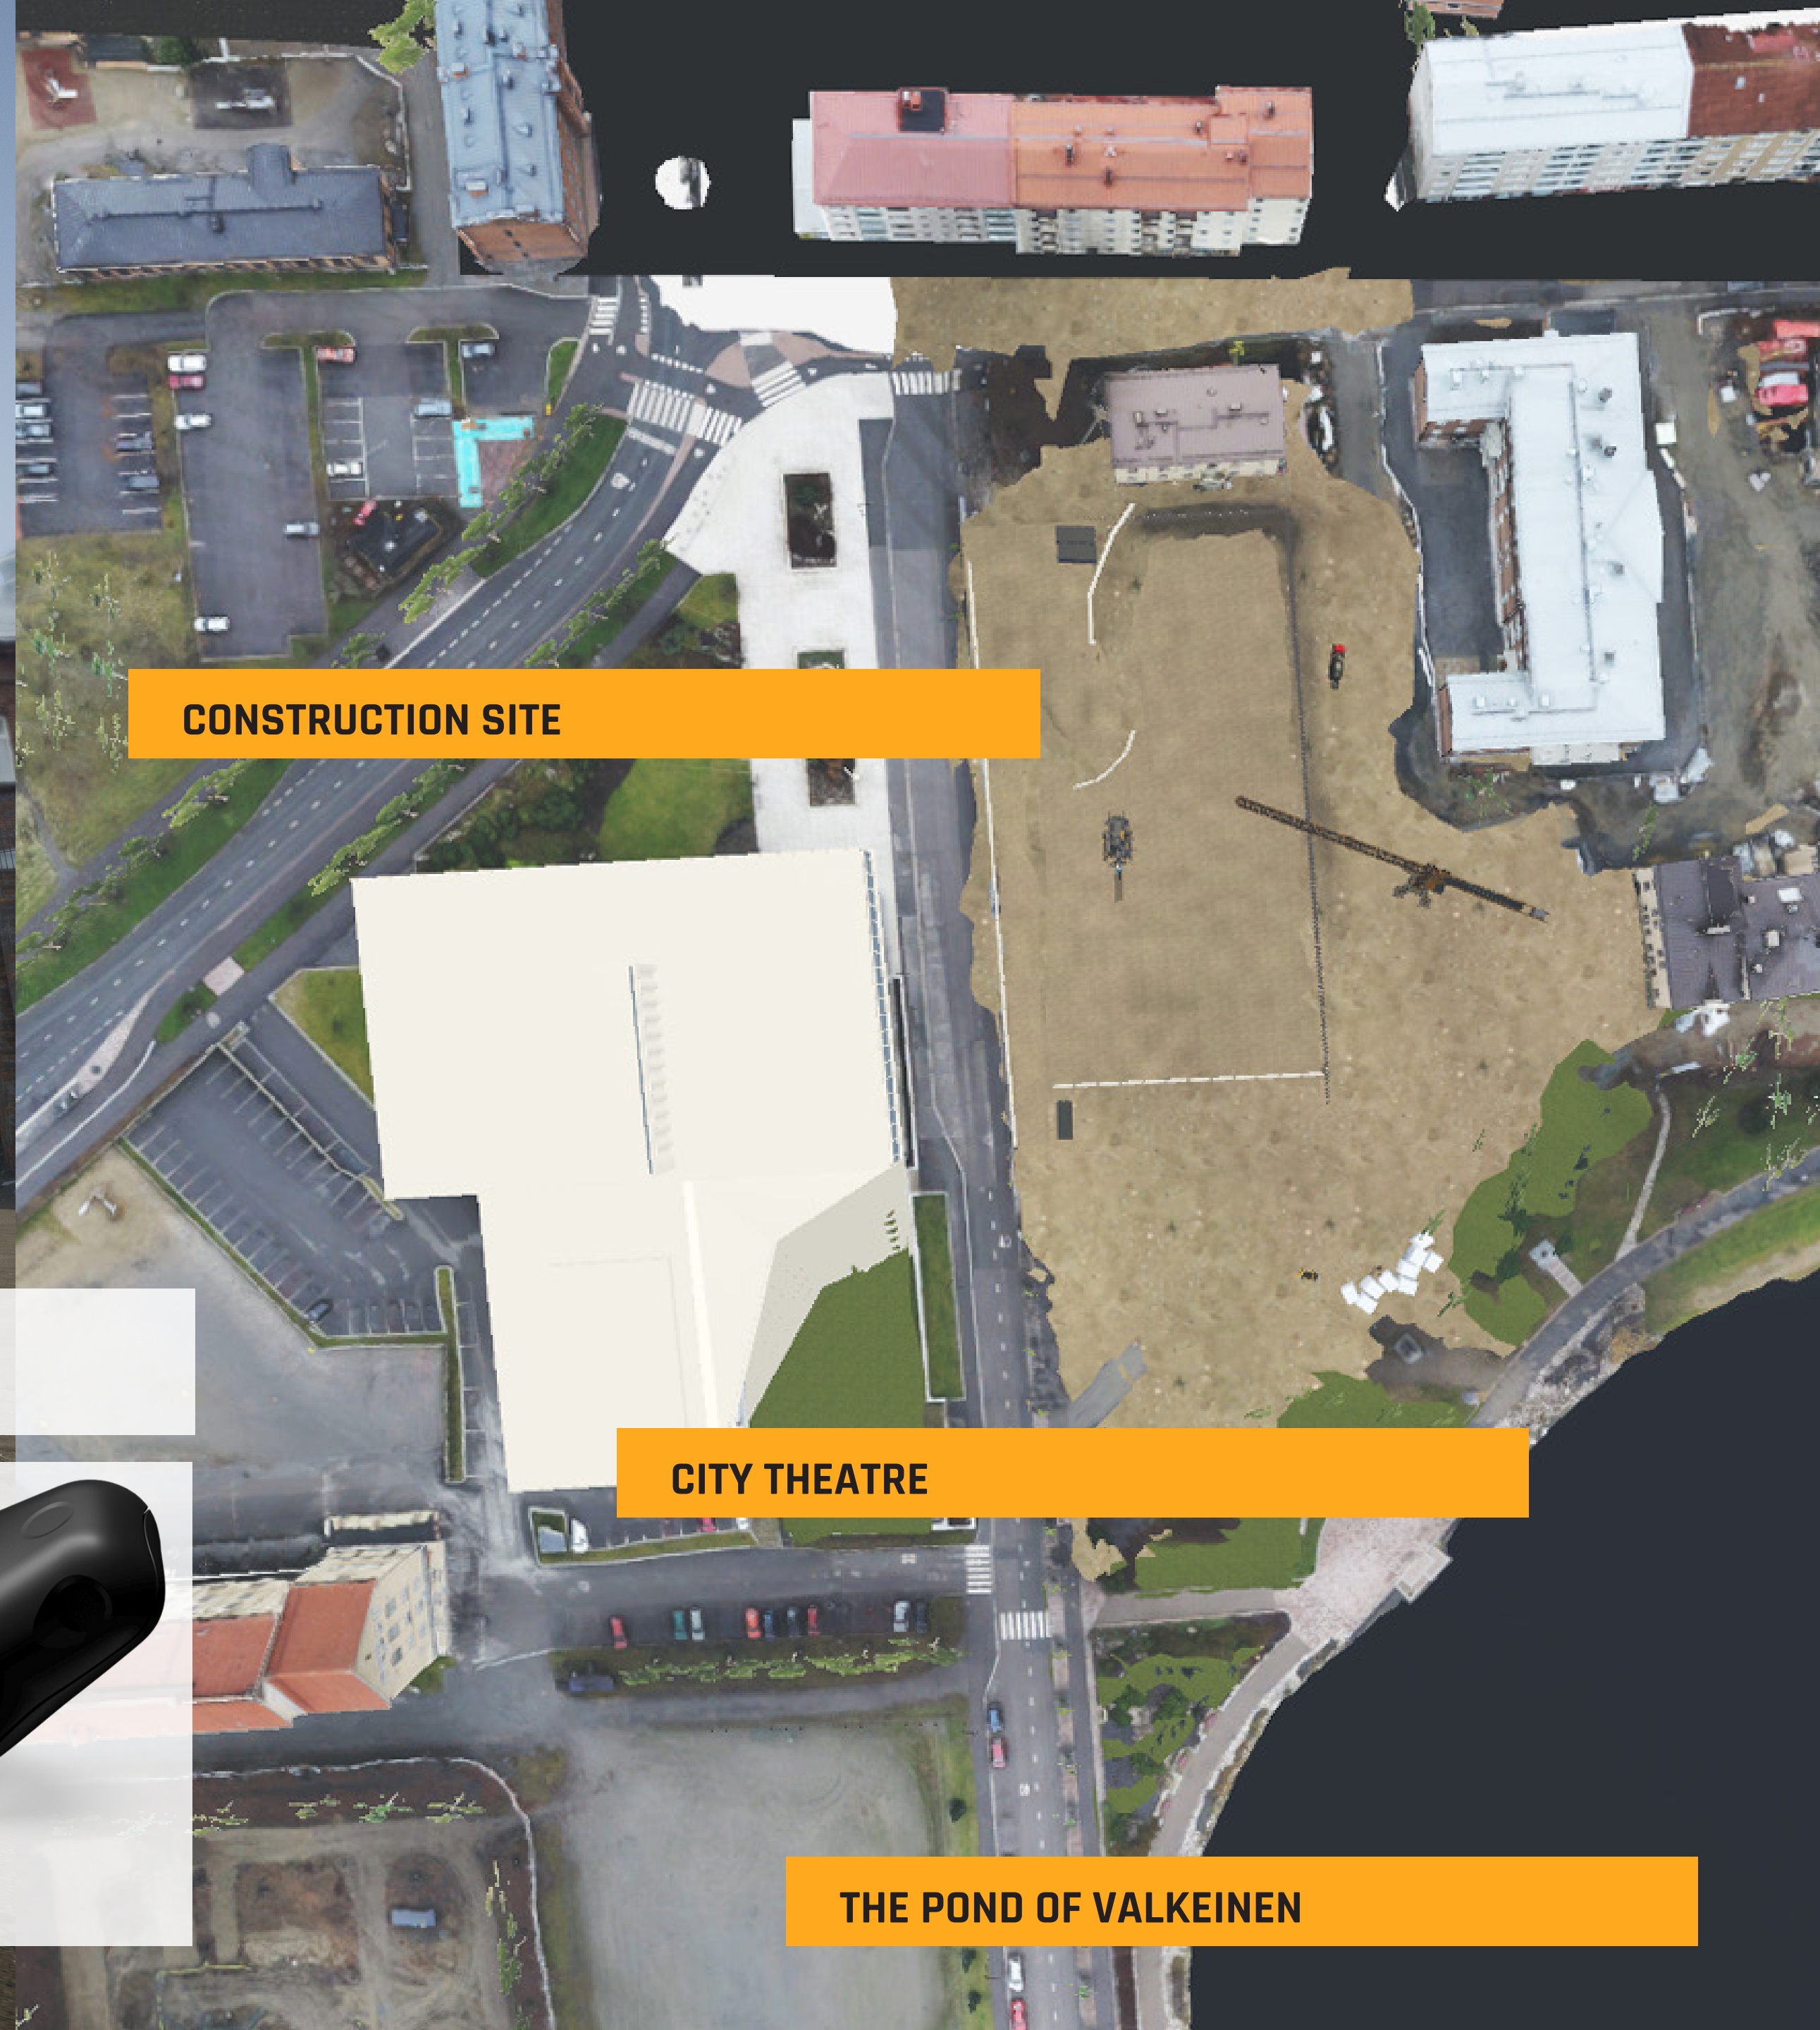 CONSTRUCTION SITE
CITY THEATRE
THE POND OF VALKEINEN